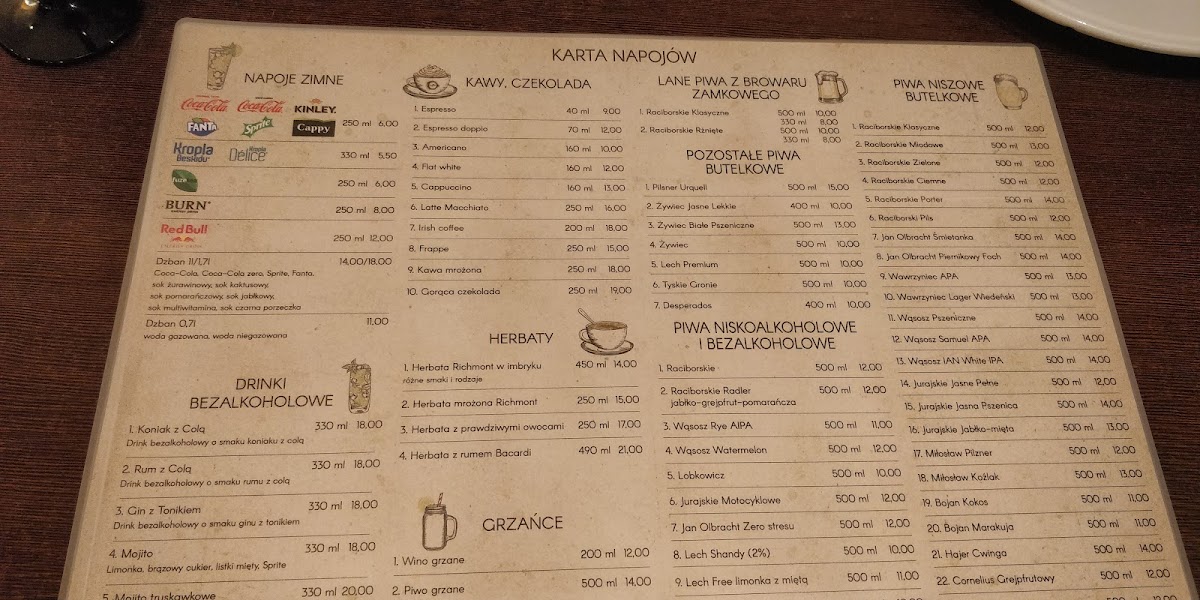 KARTA NAPOJÓW
NAPOJE ZIMNE
Coca-Cola Coca-Cola KINLEY
FANTA Sprite Cappy 250 ml 6,00
Kropla Beskidu Kropla Délice 330 ml 5,50
fuze 250 ml 6,00
BURN 250 ml 8,00
Red Bull 250 ml 12,00
Dzban 1l/1,7l 14,00/18,00
Coca-Cola, Coca-Cola zero, Sprite, Fanta,
sok żurawinowy, sok kaktusowy,
sok pomarańczowy, sok jabłkowy,
sok multiwitamina, sok czarna porzeczka
Dzban 0,7l 11,00
woda gazowana, woda niegazowana
DRINKI
BEZALKOHOLOWE
1. Koniak z Colą 330 ml 18,00
Drink bezalkoholowy o smaku koniaku z colą
2. Rum z Colą 330 ml 18,00
Drink bezalkoholowy o smaku rumu z colą
3. Gin z Tonikiem 330 ml 18,00
Drink bezalkoholowy o smaku ginu z tonikiem
4. Mojito 330 ml 18,00
Limonka, brązowy cukier, listki mięty, Sprite
5. Mojito truskawkowe 330 ml 20,00
KAWY, CZEKOLADA
1. Espresso 40 ml 9,00
2. Espresso doppio 70 ml 12,00
3. Americano 160 ml 10,00
4. Flat white 160 ml 12,00
5. Cappuccino 160 ml 13,00
6. Latte Macchiato 250 ml 16,00
7. Irish coffee 200 ml 18,00
8. Frappe 250 ml 15,00
9. Kawa mrożona 250 ml 18,00
10. Gorąca czekolada 250 ml 19,00
HERBATY
1. Herbata Richmont w imbryku 450 ml 14,00
różne smaki i rodzaje
2. Herbata mrożona Richmont 250 ml 15,00
3. Herbata z prawdziwymi owocami 250 ml 17,00
4. Herbata z rumem Bacardi 490 ml 21,00
GRZAŃCE
1. Wino grzane 200 ml 12,00
2. Piwo grzane 500 ml 14,00
LANE PIWA Z BROWARU
ZAMKOWEGO
1. Raciborskie Klasyczne 500 ml 10,00
330 ml 8,00
2. Raciborskie Rżnięte 500 ml 10,00
330 ml 8,00
POZOSTAŁE PIWA
BUTELKOWE
1. Pilsner Urquell 500 ml 15,00
2. Żywiec Jasne Lekkie 400 ml 10,00
3. Żywiec Białe Pszeniczne 500 ml 13,00
4. Żywiec 500 ml 10,00
5. Lech Premium 500 ml 10,00
6. Tyskie Gronie 500 ml 10,00
7. Desperados 400 ml 10,00
PIWA NISKOALKOHOLOWE
I BEZALKOHOLOWE
1. Raciborskie 500 ml 12,00
2. Raciborskie Radler 500 ml 12,00
jabłko-grejpfrut-pomarańcza
3. Wąsosz Rye AIPA 500 ml 11,00
4. Wąsosz Watermelon 500 ml 12,00
5. Lobkowicz 500 ml 10,00
6. Jurajskie Motocyklowe 500 ml 12,00
7. Jan Olbracht Zero stresu 500 ml 12,00
8. Lech Shandy (2%) 500 ml 10,00
9. Lech Free limonka z miętą 500 ml 11,00
PIWA NISZOWE
BUTELKOWE
1. Raciborskie Klasyczne 500 ml 12,00
2. Raciborskie Miodowe 500 ml 13,00
3. Raciborskie Zielone 500 ml 12,00
4. Raciborskie Ciemne 500 ml 12,00
5. Raciborskie Porter 500 ml 14,00
6. Raciborski Pils 500 ml 12,00
7. Jan Olbracht Śmietanka 500 ml 14,00
8. Jan Olbracht Piernikowy Foch 500 ml 14,00
9. Wawrzyniec APA 500 ml 13,00
10. Wawrzyniec Lager Wiedeński 500 ml 13,00
11. Wąsosz Pszeniczne 500 ml 14,00
12. Wąsosz Samuel APA 500 ml 14,00
13. Wąsosz IAN White IPA 500 ml 14,00
14. Jurajskie Jasne Pełne 500 ml 12,00
15. Jurajskie Jasna Pszenica 500 ml 14,00
16. Jurajskie Jabłko-mięta 500 ml 13,00
17. Miłosław Pilzner 500 ml 12,00
18. Miłosław Koźlak 500 ml 13,00
19. Bojan Kokos 500 ml 11,00
20. Bojan Marakuja 500 ml 11,00
21. Hajer Cwinga 500 ml 14,00
22. Cornelius Grejpfrutowy 500 ml 12,00